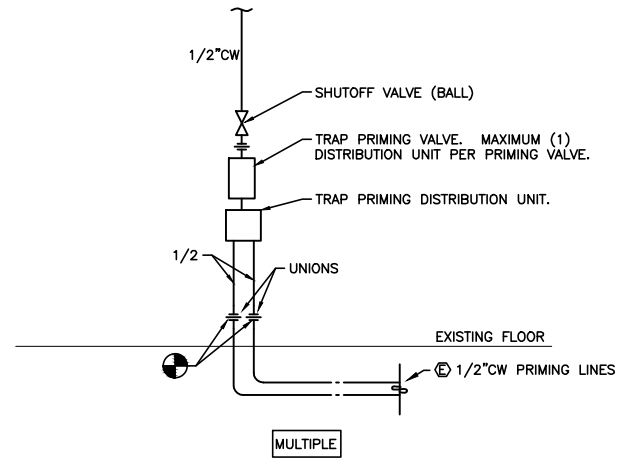 1/2"CW
SHUTOFF VALVE (BALL)
TRAP PRIMING VALVE. MAXIMUM (1)
DISTRIBUTION UNIT PER PRIMING VALVE.
TRAP PRIMING DISTRIBUTION UNIT.
1/2
UNIONS
EXISTING FLOOR
E 1/2"CW PRIMING LINES
MULTIPLE